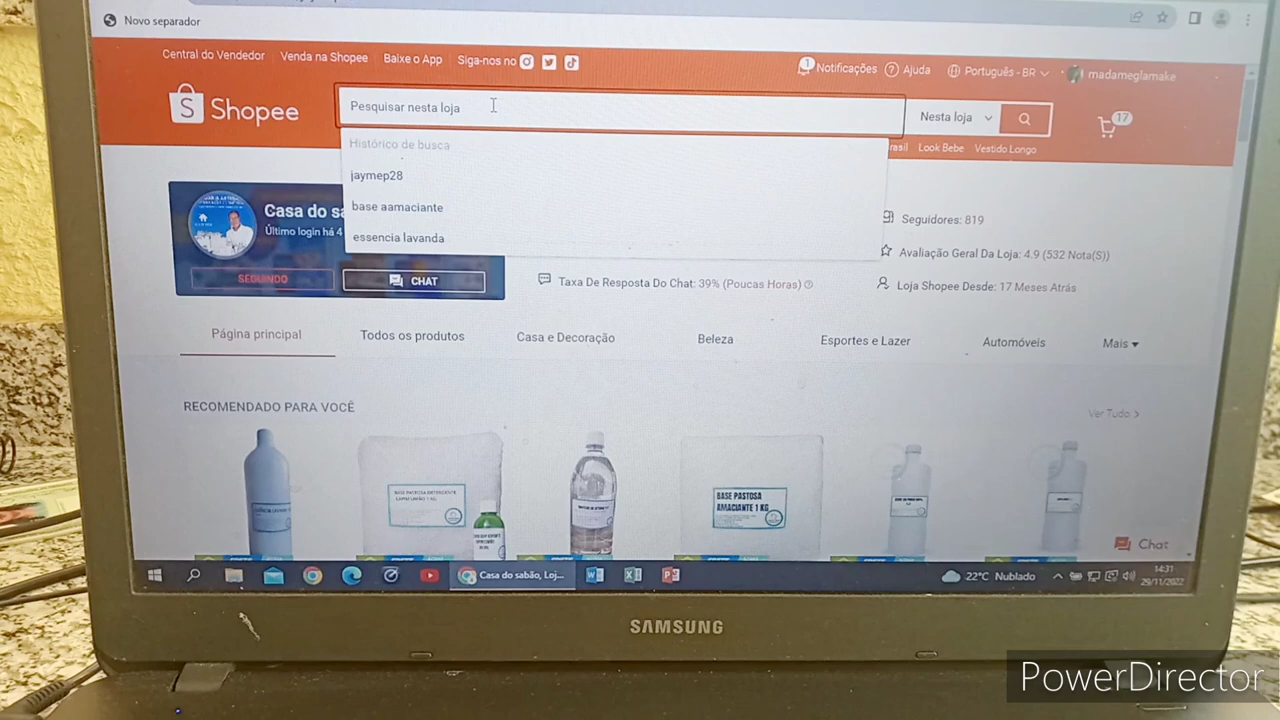 Novo separador
Central do Vendedor
Venda na Shopee
Baixe o App
Siga-nos no
1
Notificações
Ajuda
Português - BR
madameglamake
Shopee
Pesquisar nesta loja
Nesta loja
17
Histórico de busca
Look Bebe
Vestido Longo
jaymep28
base aamaciante
essencia lavanda
Casa do
Último login há 4
SEGUINDO
CHAT
Seguidores: 819
Avaliação Geral Da Loja: 4.9 (532 Nota(S))
Taxa De Resposta Do Chat: 39% (Poucas Horas)
Loja Shopee Desde: 17 Meses Atrás
Página principal
Todos os produtos
Casa e Decoração
Beleza
Esportes e Lazer
Automóveis
Mais
RECOMENDADO PARA VOCÊ
Ver Tudo >
BASE PASTOSA
AMACIANTE 1 KG
Chat
Casa do sabão, Loj...
22°C Nublado
14:31
29/11/2022
SAMSUNG
PowerDirector